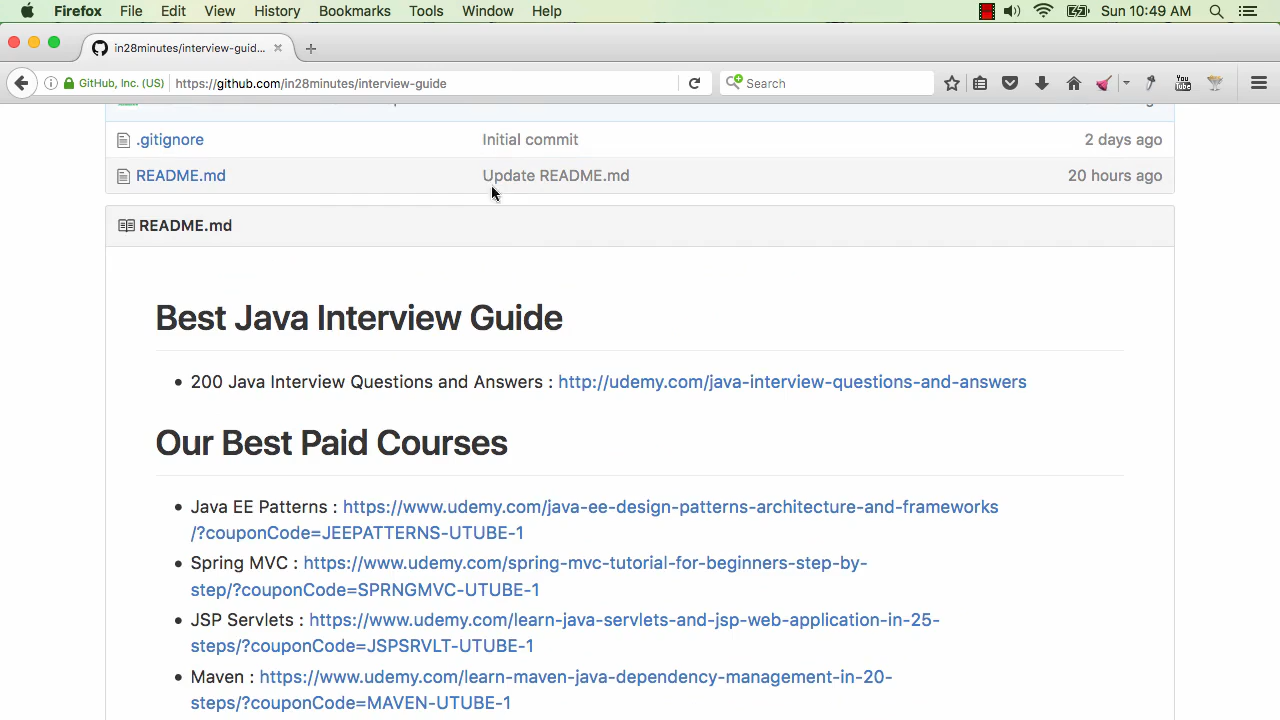 Firefox File Edit View History Bookmarks Tools Window Help Sun 10:49 AM
in28minutes/interview-guid...
GitHub, Inc. (US) https://github.com/in28minutes/interview-guide Search You Tube
.gitignore Initial commit 2 days ago
README.md Update README.md 20 hours ago
README.md
Best Java Interview Guide
200 Java Interview Questions and Answers : http://udemy.com/java-interview-questions-and-answers
Our Best Paid Courses
Java EE Patterns : https://www.udemy.com/java-ee-design-patterns-architecture-and-frameworks
/?couponCode=JEEPATTERNS-UTUBE-1
Spring MVC : https://www.udemy.com/spring-mvc-tutorial-for-beginners-step-by-
step/?couponCode=SPRNGMVC-UTUBE-1
JSP Servlets : https://www.udemy.com/learn-java-servlets-and-jsp-web-application-in-25-
steps/?couponCode=JSPSRVLT-UTUBE-1
Maven : https://www.udemy.com/learn-maven-java-dependency-management-in-20-
steps/?couponCode=MAVEN-UTUBE-1